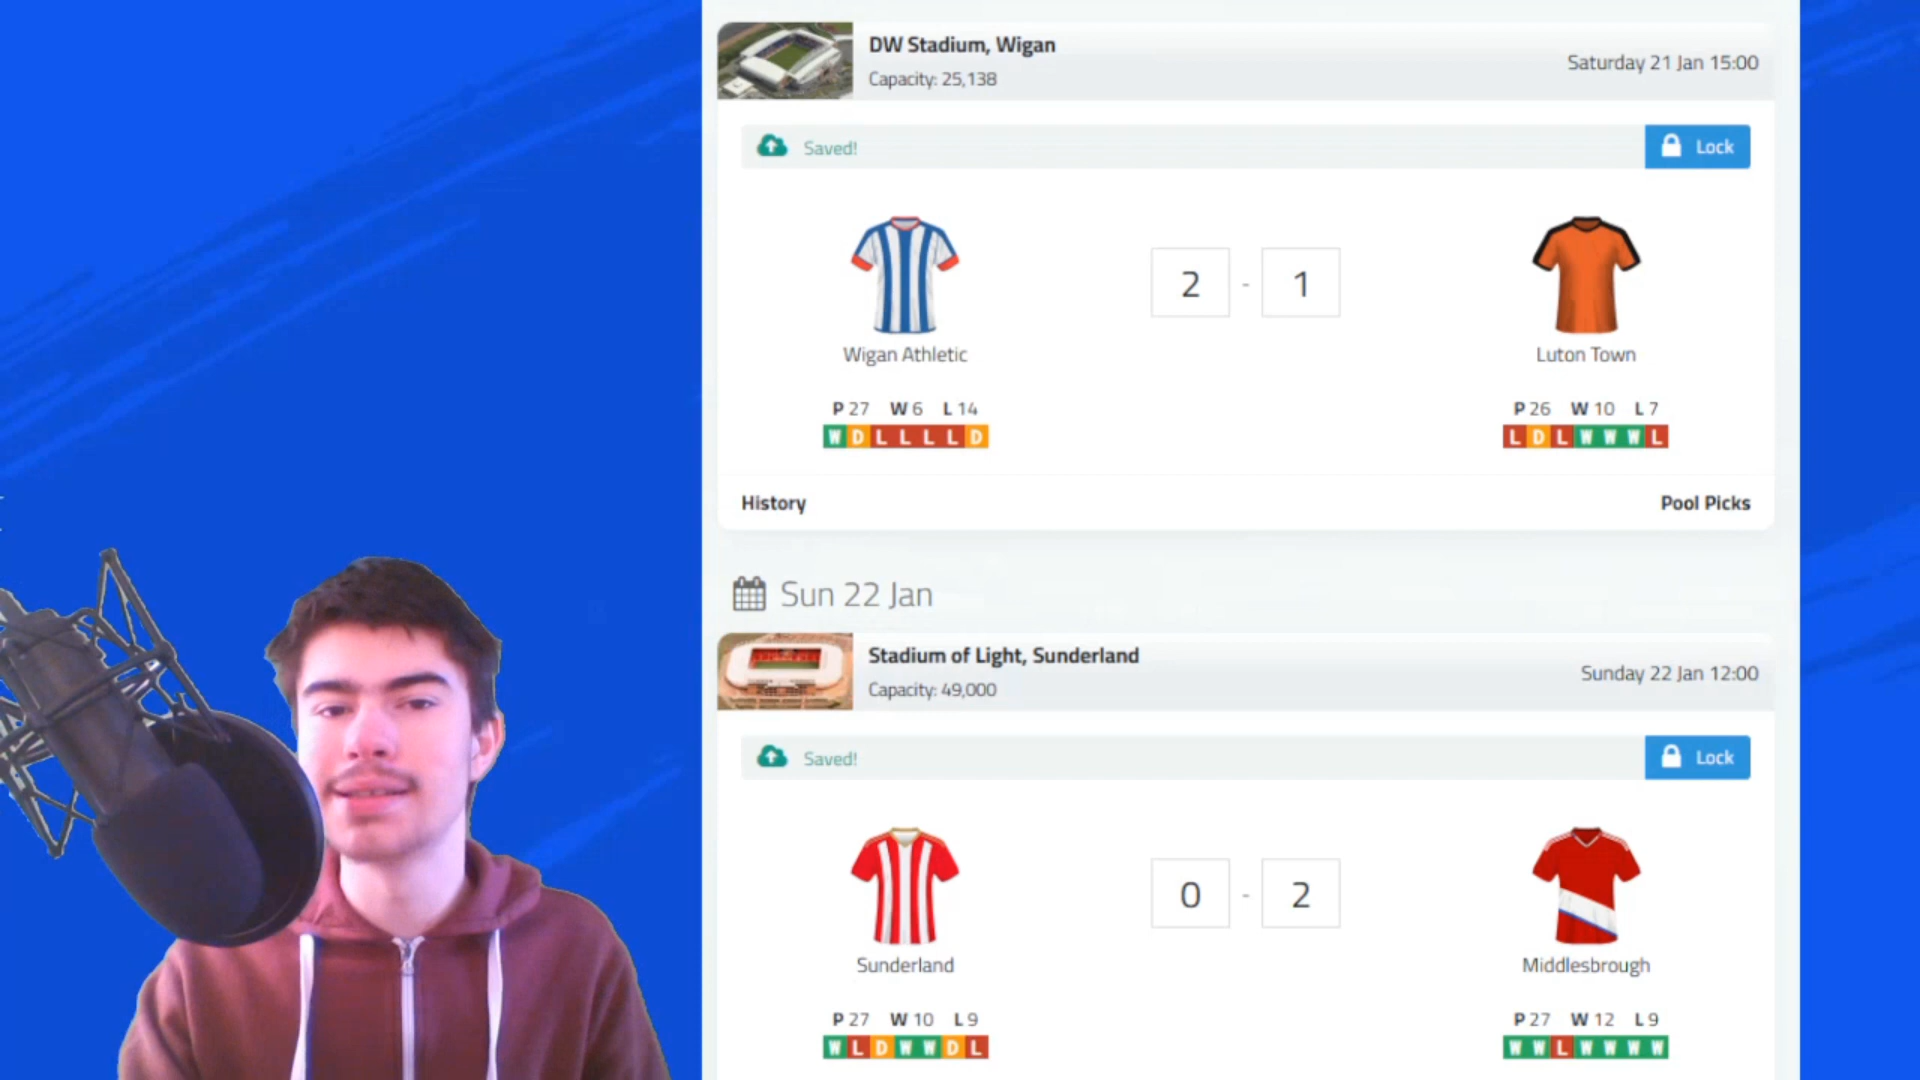 DW Stadium, Wigan
Capacity: 25,138
Saturday 21 Jan 15:00
Saved!
Lock
2 - 1
Wigan Athletic
Luton Town
P 27 W 6 L 14
P 26 W 10 L 7
W D L L L L D
L D L W W W L
History
Pool Picks
Sun 22 Jan
Stadium of Light, Sunderland
Capacity: 49,000
Sunday 22 Jan 12:00
Saved!
Lock
0 - 2
Sunderland
Middlesbrough
P 27 W 10 L 9
P 27 W 12 L 9
W L D W W D L
W W L W W W W